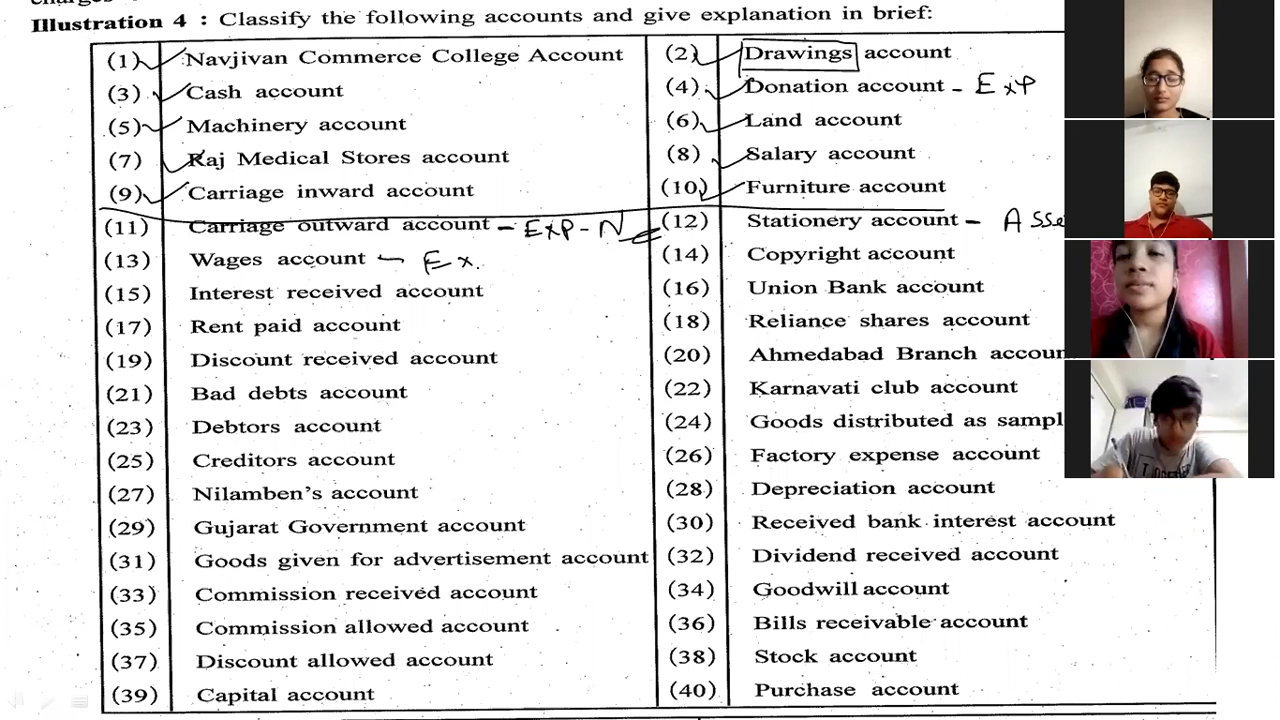 Illustration 4 : Classify the following accounts and give explanation in brief:
(1) Navjivan Commerce College Account (2) Drawings account
(3) Cash account (4) Donation account - Exp
(5) Machinery account (6) Land account
(7) Raj Medical Stores account (8) Salary account
(9) Carriage inward account (10) Furniture account
(11) Carriage outward account - Exp - N (12) Stationery account - Asse
(13) Wages account - Ex. (14) Copyright account
(15) Interest received account (16) Union Bank account
(17) Rent paid account (18) Reliance shares account
(19) Discount received account (20) Ahmedabad Branch accoun
(21) Bad debts account (22) Karnavati club account
(23) Debtors account (24) Goods distributed as sampl
(25) Creditors account (26) Factory expense account
(27) Nilamben's account (28) Depreciation account
(29) Gujarat Government account (30) Received bank interest account
(31) Goods given for advertisement account (32) Dividend received account
(33) Commission received account (34) Goodwill account
(35) Commission allowed account (36) Bills receivable account
(37) Discount allowed account (38) Stock account
(39) Capital account (40) Purchase account